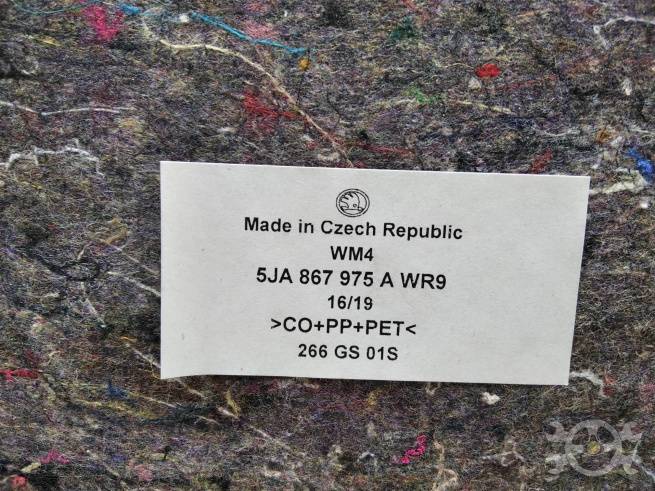 Made in Czech Republic
WM4
5JA 867 975 A WR9
16/19
>CO+PP+PET<
266 GS 01S